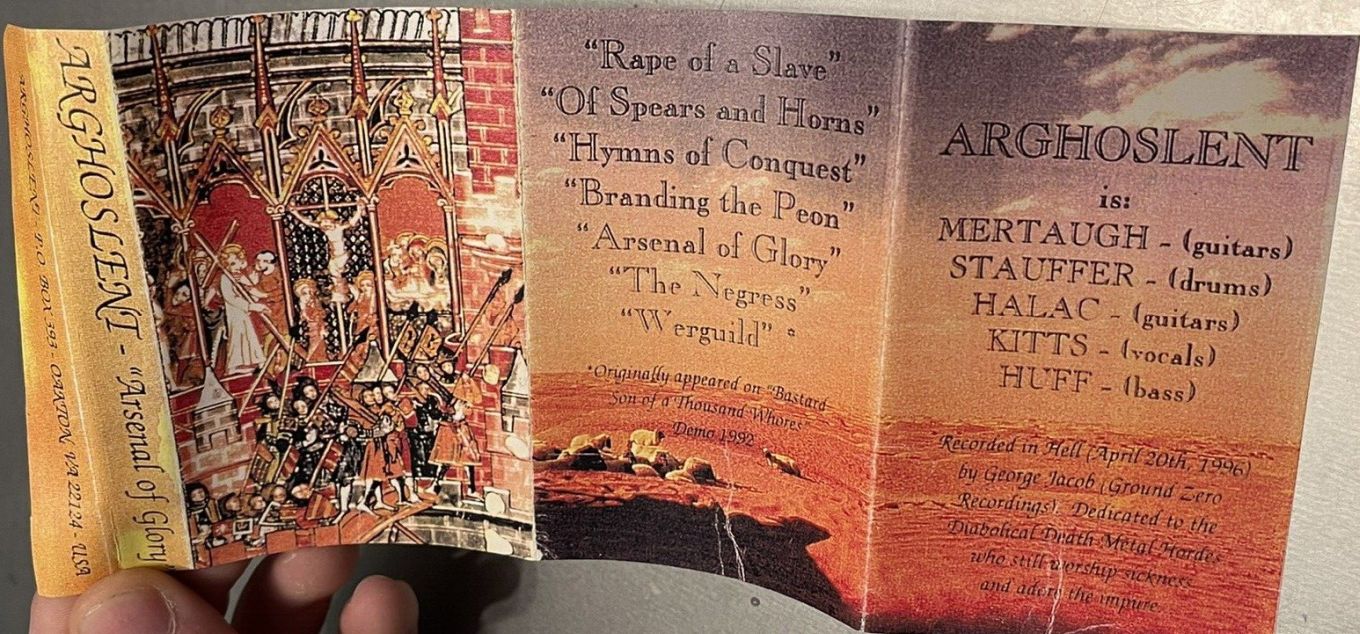 ARGHOSLENT - P.O BOX 393 - OAKTON VA 22124 - USA
ARGHOSLENT - "Arsenal of Glory"
"Rape of a Slave"
"Of Spears and Horns"
"Hymns of Conquest"
"Branding the Peon"
"Arsenal of Glory"
"The Negress"
"Werguild" *
*Originally appeared on "Bastard
Son of a Thousand Whores"
Demo 1992
ARGHOSLENT
is:
MERTAUGH - (guitars)
STAUFFER - (drums)
HALAC - (guitars)
KITTS - (vocals)
HUFF - (bass)
Recorded in Hell (April 20th, 1996)
by George Jacob (Ground Zero
Recordings). Dedicated to the
Diabolical Death Metal Hordes
who still worship sickness
and adore the impure.